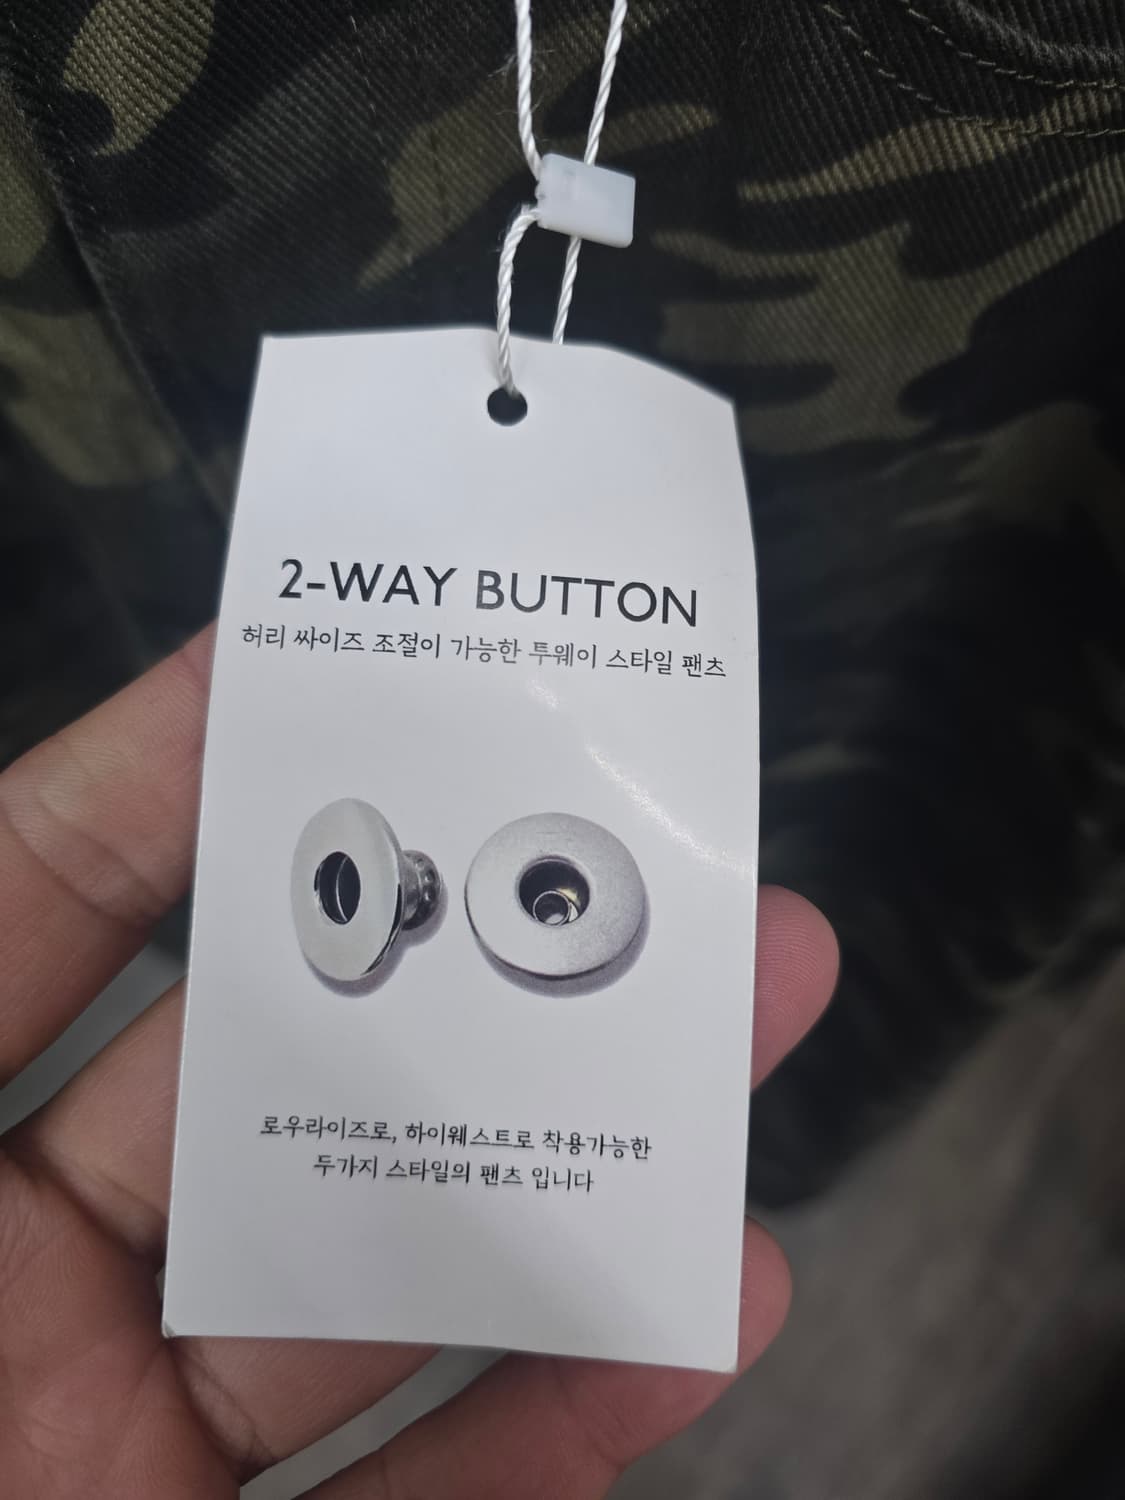 2-WAY BUTTON
허리 싸이즈 조절이 가능한 투웨이 스타일 팬츠
로우라이즈로, 하이웨스트로 착용가능한
두가지 스타일의 팬츠 입니다